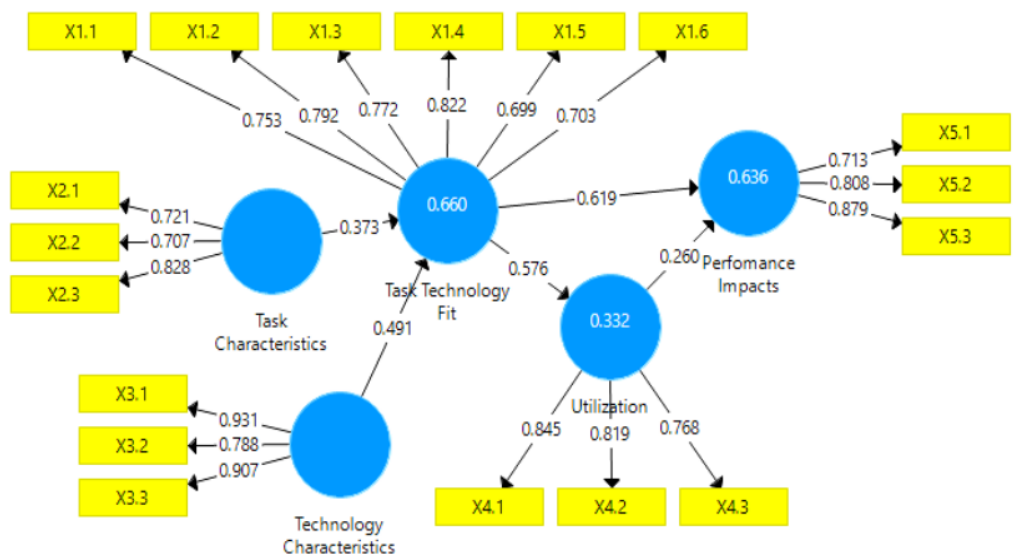 X1.1
X1.2
X1.3
X1.4
X1.5
X1.6
0.753
0.792
0.772
0.822
0.699
0.703
X2.1
X2.2
X2.3
0.721
0.707
0.828
0.373
0.660
0.619
0.636
0.713
0.808
0.879
X5.1
X5.2
X5.3
Task
Characteristics
Task Technology
Fit
0.576
0.260
Perfomance
Impacts
0.491
0.332
Utilization
X3.1
X3.2
X3.3
0.931
0.788
0.907
Technology
Characteristics
0.845
0.819
0.768
X4.1
X4.2
X4.3